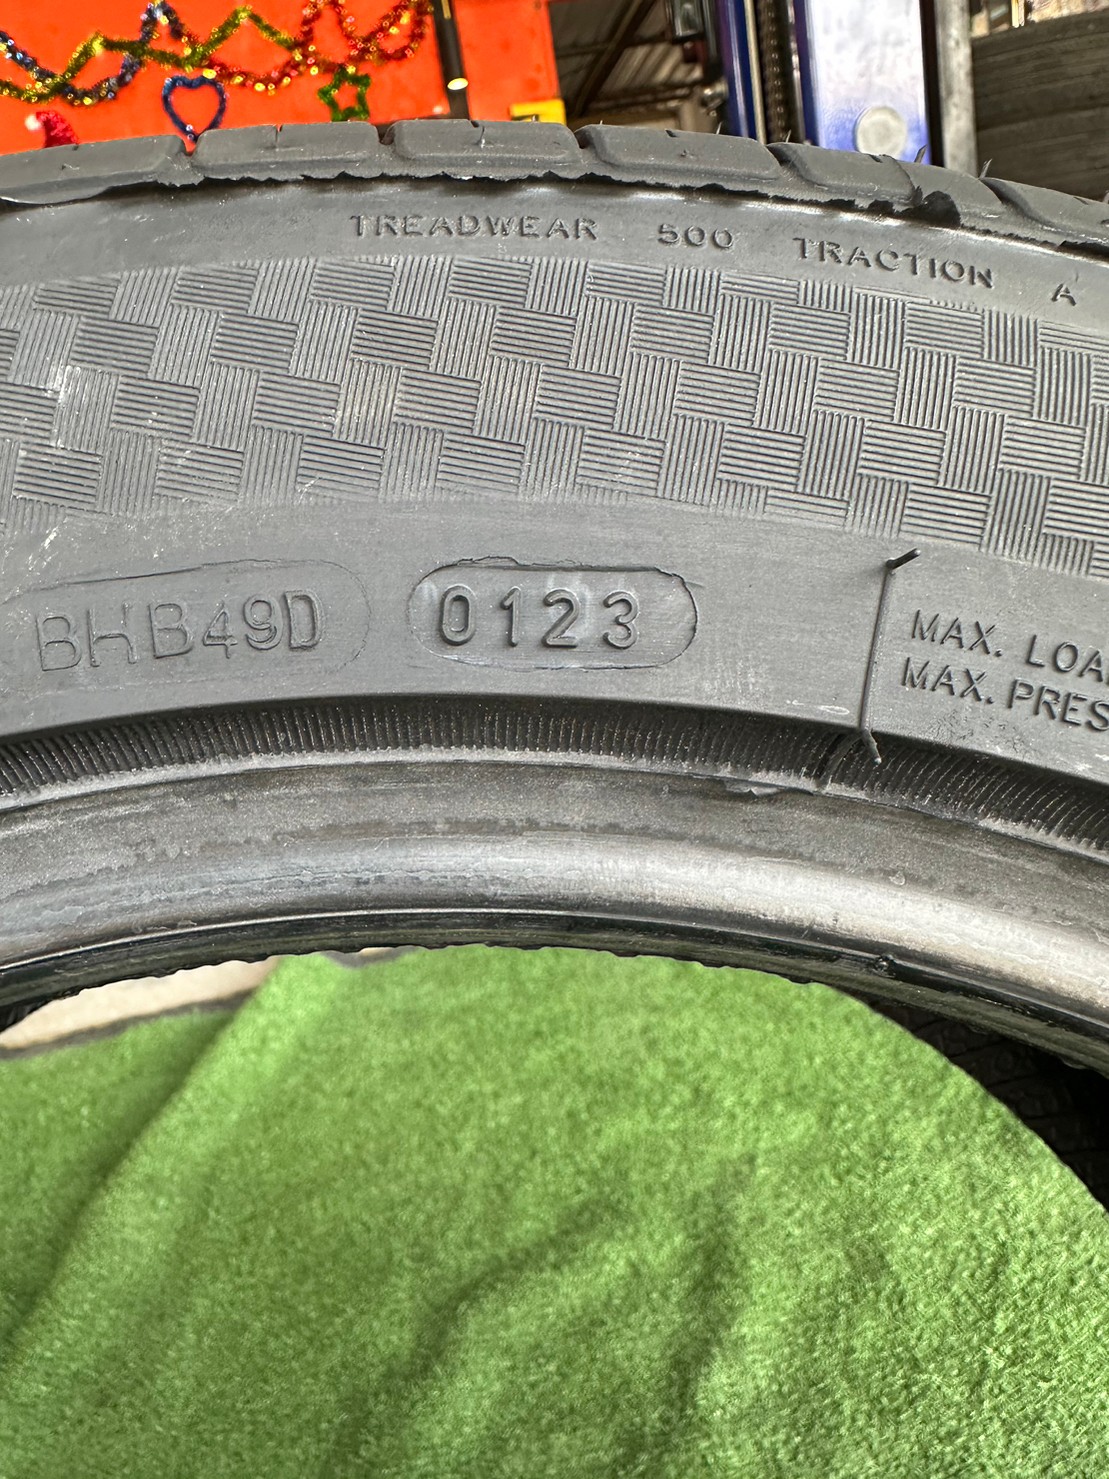 TREADWEAR 500 TRACTION A
BHB49D 0123
MAX. LOA
MAX. PRES